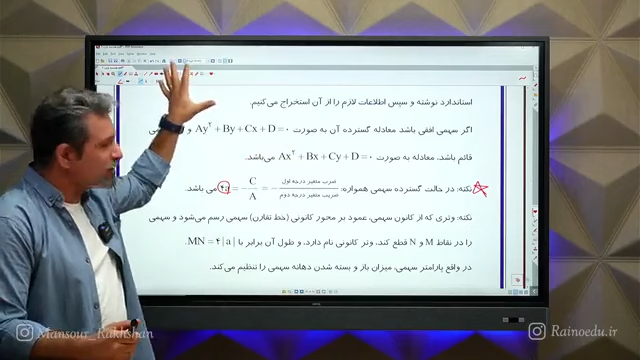 استاندارد نوشته و سپس اطلاعات لازم را از آن استخراج می‌کنیم.
اگر سهمی افقی باشد معادله گسترده آن به صورت Ay² + By + Cx + D = ۰ و
قائم باشد، معادله به صورت Ax² + Bx + Cy + D = ۰ می‌باشد.
نکته: در حالت گسترده سهمی همواره: ضریب متغیر درجه اول / ضریب متغیر درجه دوم − = −C/A = ۴a می باشد.
نکته: وتری که از کانون سهمی، عمود بر محور کانونی (خط تقارن) سهمی رسم می‌شود و سهمی
را در نقاط M و N قطع کند، وتر کانونی نام دارد، و طول آن برابر با MN = ۴|a|.
در واقع پارامتر سهمی، میزان باز و بسته شدن دهانه سهمی را تنظیم می‌کند.
Mansour_Rakhshan
Rainoedu.ir